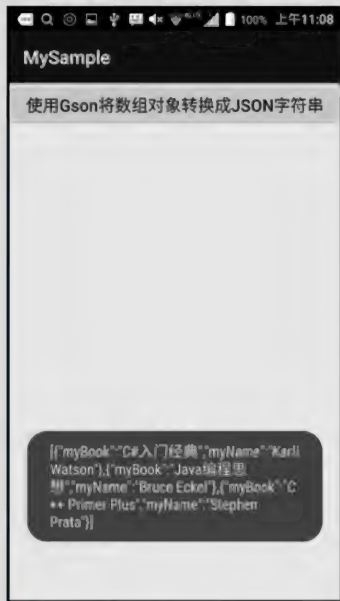 100% 上午11:08
MySample
使用Gson将数组对象转换成JSON字符串
[{"myBook":"C#入门经典","myName":"Karli
Watson"},{"myBook":"Java编程思
想","myName":"Bruce Eckel"},{"myBook":"C
++ Primer Plus","myName":"Stephen
Prata"}]